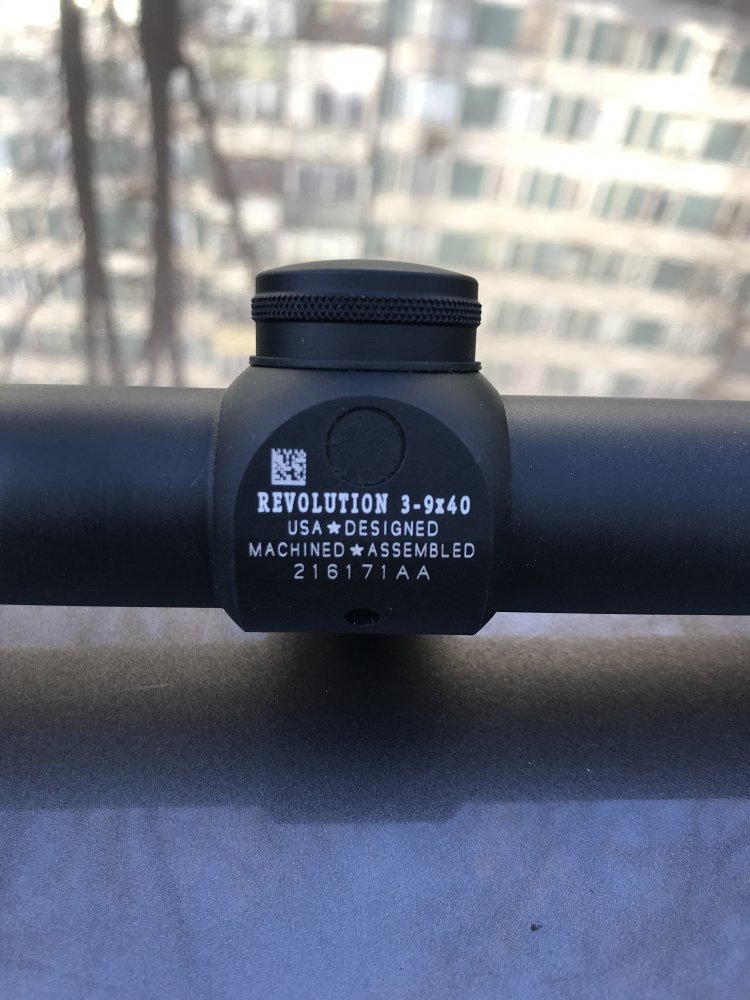 REVOLUTION 3-9x40
USA★DESIGNED
MACHINED★ASSEMBLED
216171AA